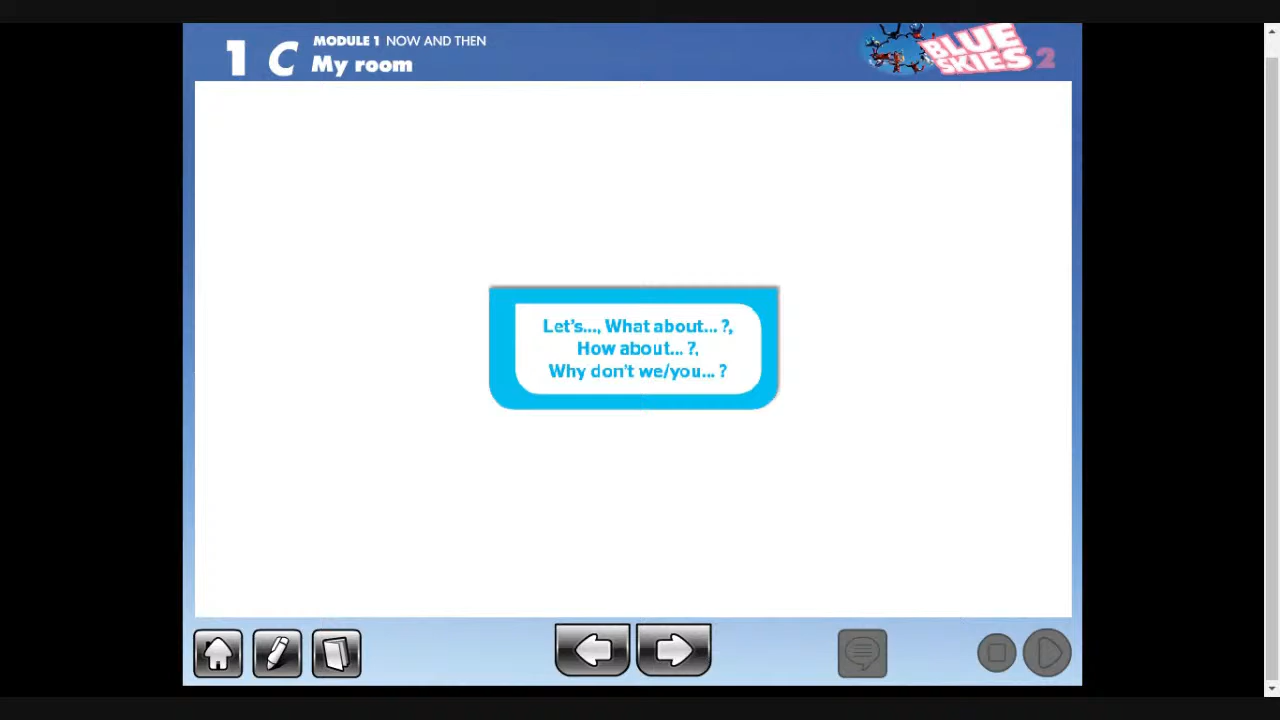 1 C
MODULE 1 NOW AND THEN
My room
BLUE
SKIES 2
Let's..., What about... ?,
How about... ?,
Why don't we/you... ?